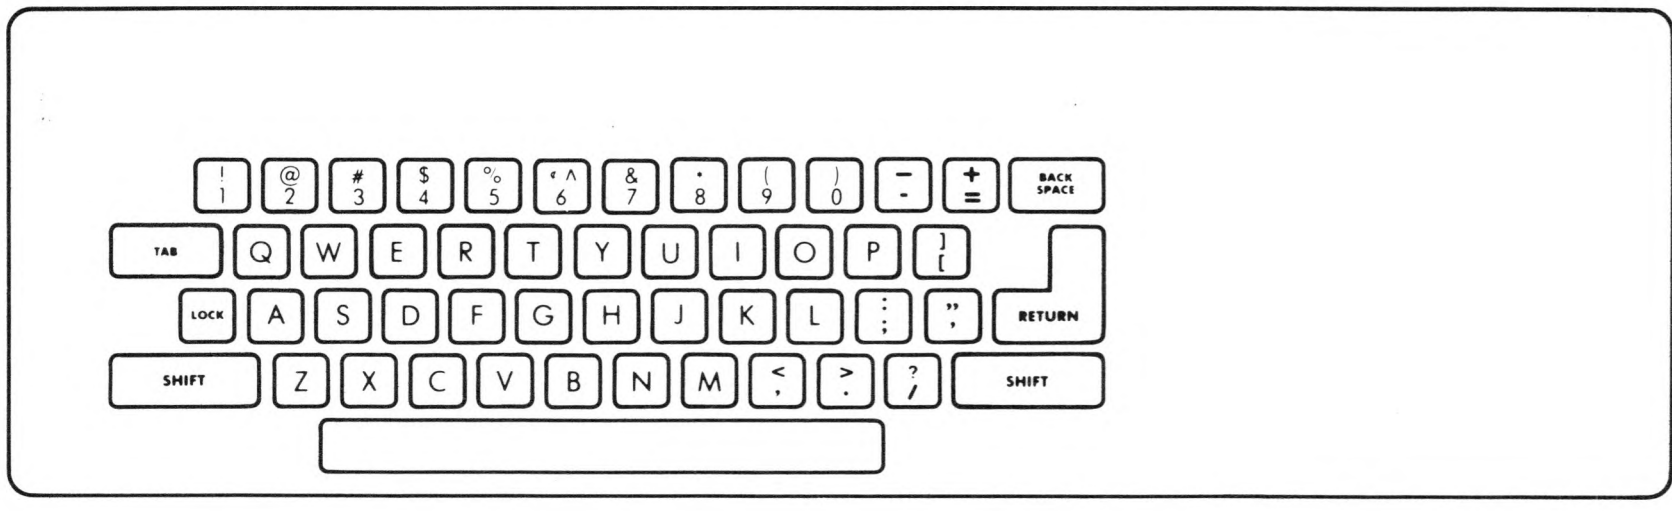 ! @ # $ % ¢ ^ & • ( ) – + BACK
1 2 3 4 5 6 7 8 9 0 - = SPACE
TAB Q W E R T Y U I O P ] [
LOCK A S D F G H J K L : ; " ' RETURN
SHIFT Z X C V B N M < , > . ? / SHIFT